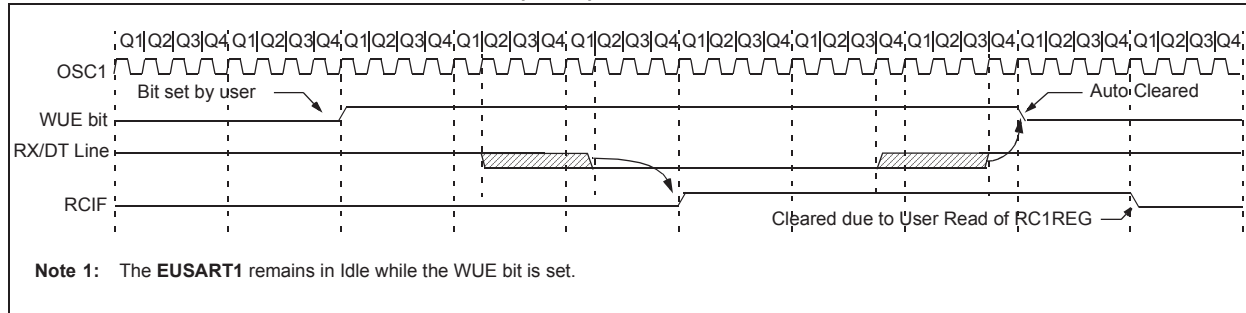 Q1|Q2|Q3|Q4 Q1|Q2|Q3|Q4 Q1|Q2|Q3|Q4 Q1|Q2|Q3|Q4 Q1|Q2|Q3|Q4 Q1|Q2|Q3|Q4 Q1|Q2|Q3|Q4 Q1|Q2|Q3|Q4 Q1|Q2|Q3|Q4 Q1|Q2|Q3|Q4
OSC1
Bit set by user
Auto Cleared
WUE bit
RX/DT Line
RCIF
Cleared due to User Read of RC1REG
Note 1: The EUSART1 remains in Idle while the WUE bit is set.